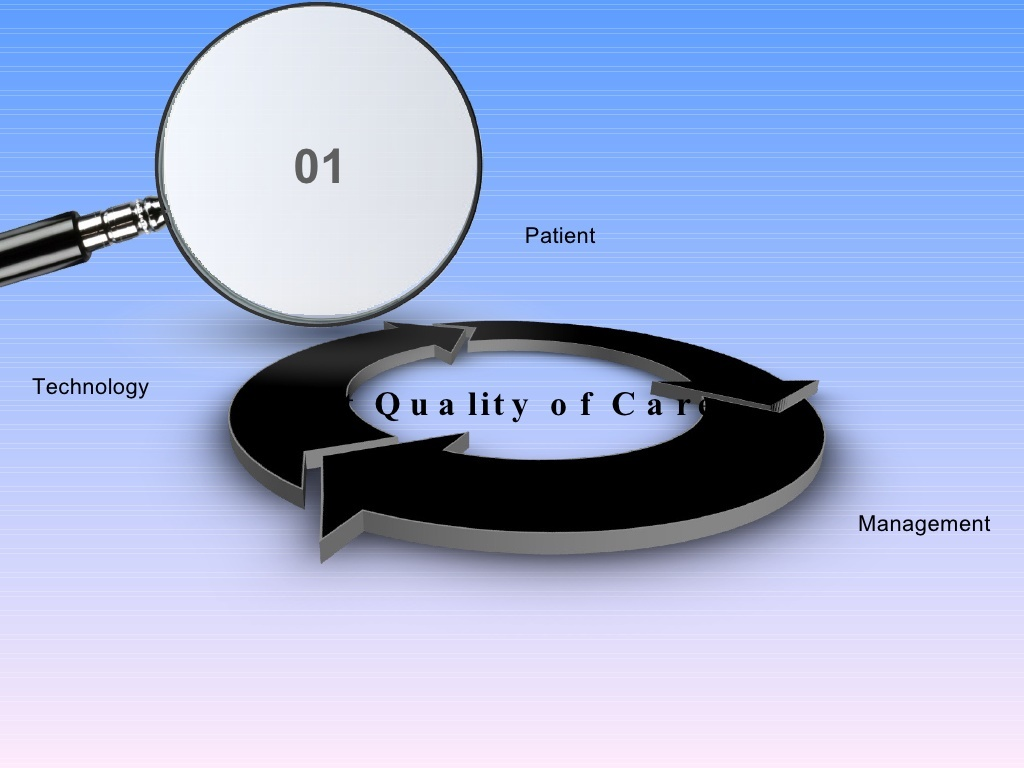 01
Patient
Technology
Quality of Care
Management